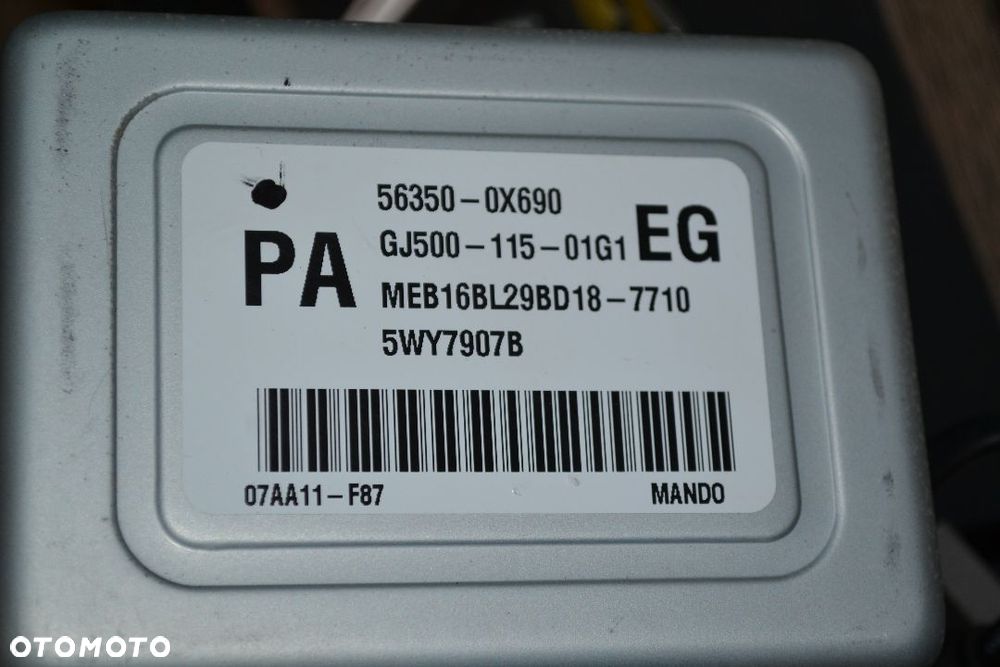 56350-0X690
PA
GJ500-115-01G1
EG
MEB16BL29BD18-7710
5WY7907B
07AA11-F87
MANDO
OTOMOTO